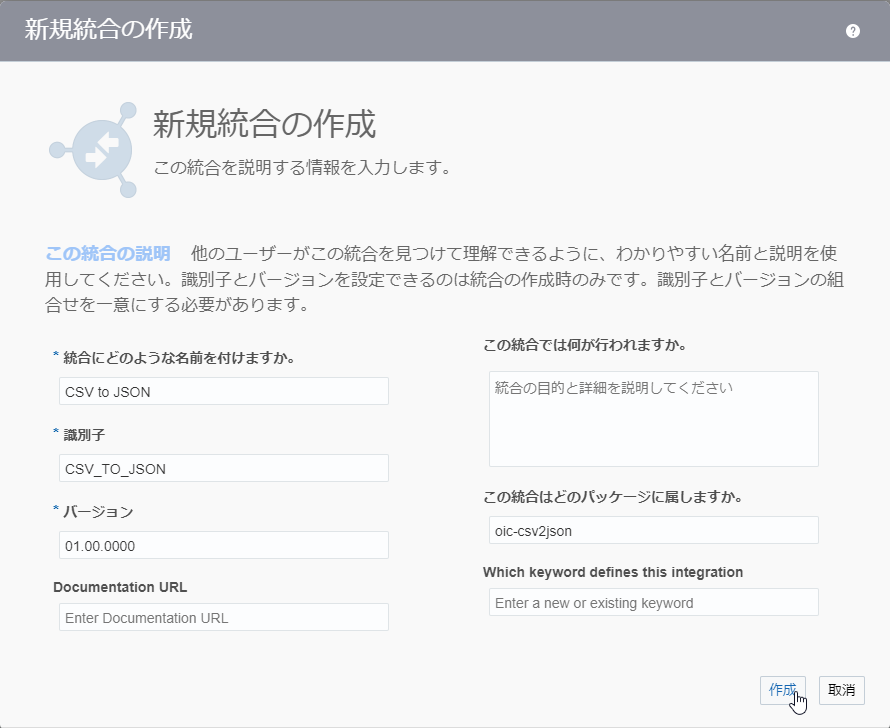 新規統合の作成
?
新規統合の作成
この統合を説明する情報を入力します。
この統合の説明 他のユーザーがこの統合を見つけて理解できるように、わかりやすい名前と説明を使
用してください。識別子とバージョンを設定できるのは統合の作成時のみです。識別子とバージョンの組
合せを一意にする必要があります。
* 統合にどのような名前を付けますか。
CSV to JSON
* 識別子
CSV_TO_JSON
* バージョン
01.00.0000
Documentation URL
Enter Documentation URL
この統合では何が行われますか。
統合の目的と詳細を説明してください
この統合はどのパッケージに属しますか。
oic-csv2json
Which keyword defines this integration
Enter a new or existing keyword
作成
取消